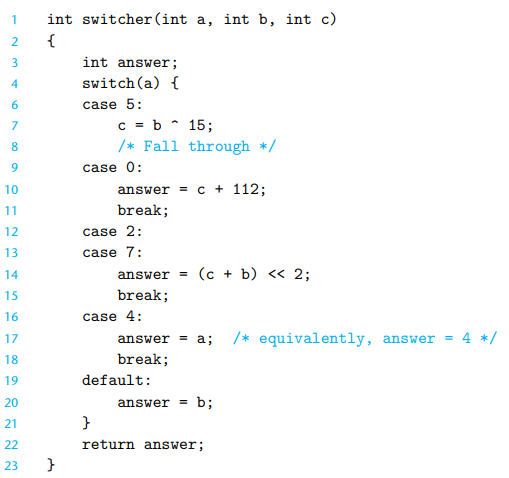 1 int switcher(int a, int b, int c)
2 {
3 int answer;
4 switch(a) {
6 case 5:
7 c = b ^ 15;
8 /* Fall through */
9 case 0:
10 answer = c + 112;
11 break;
12 case 2:
13 case 7:
14 answer = (c + b) << 2;
15 break;
16 case 4:
17 answer = a; /* equivalently, answer = 4 */
18 break;
19 default:
20 answer = b;
21 }
22 return answer;
23 }